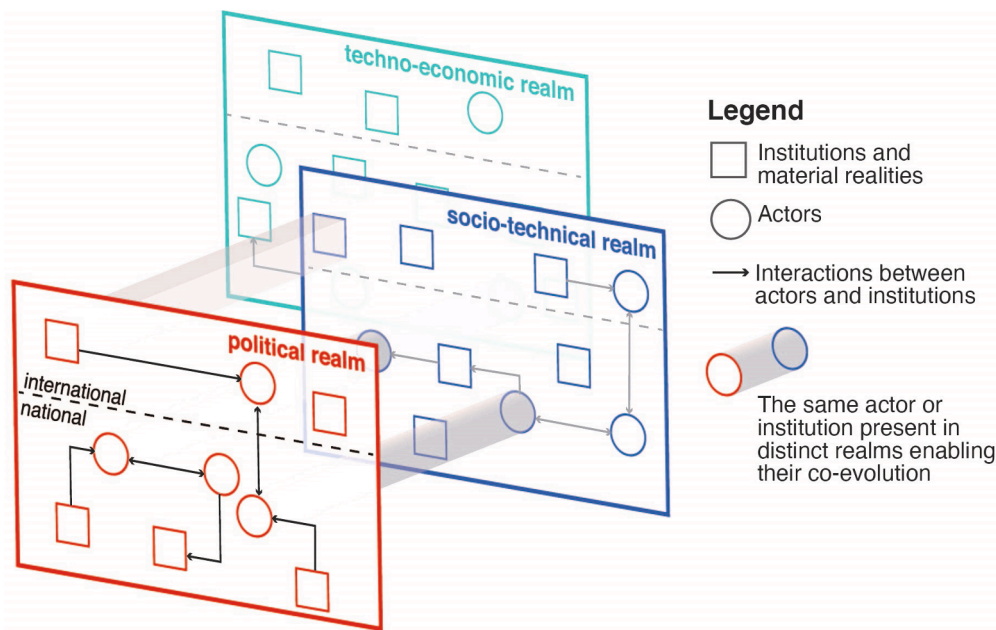 techno-economic realm
socio-technical realm
political realm
international
national
Legend
Institutions and
material realities
Actors
Interactions between
actors and institutions
The same actor or
institution present in
distinct realms enabling
their co-evolution